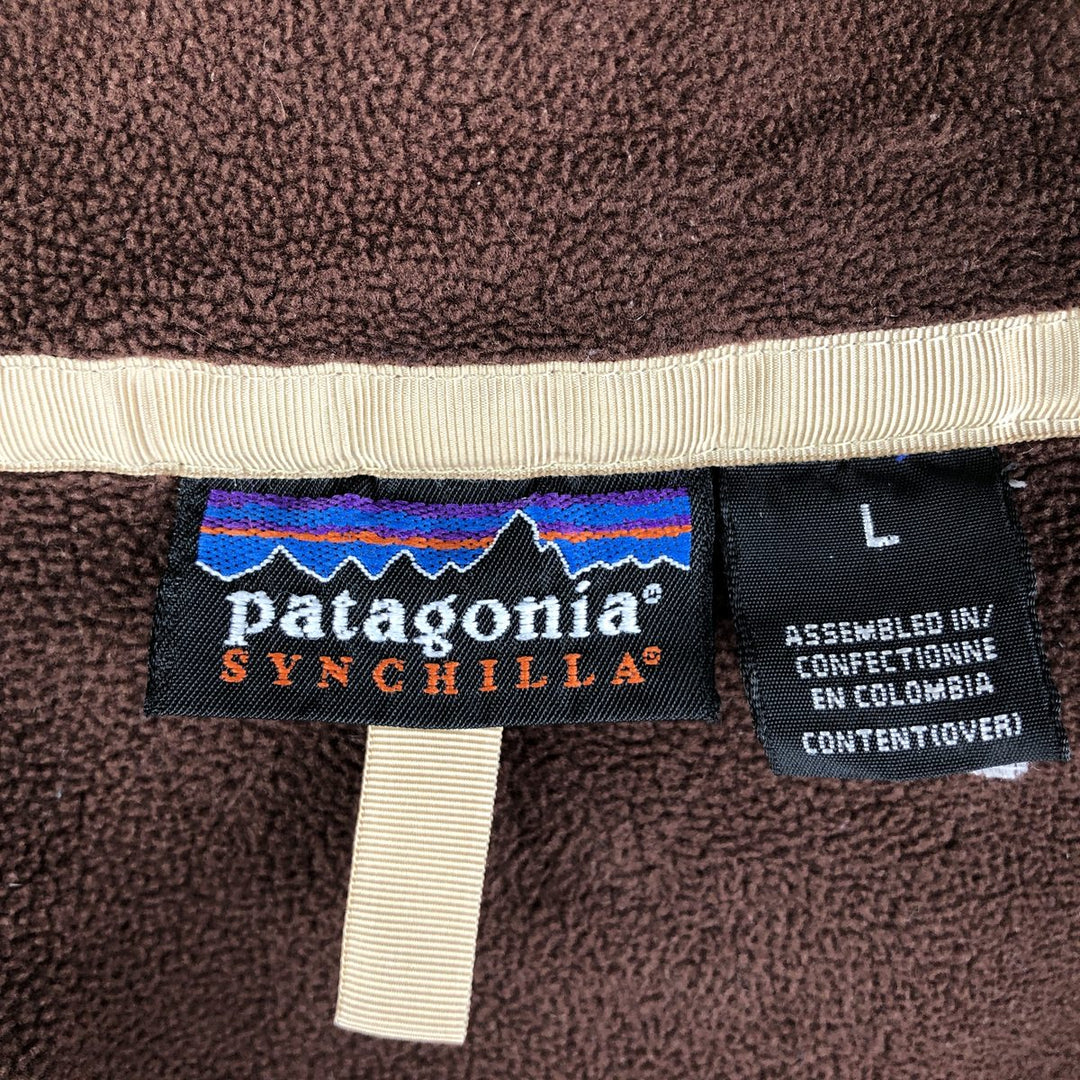 patagonia®
SYNCHILLA®
L
ASSEMBLED IN/
CONFECTIONNE
EN COLOMBIA
CONTENT(OVER)